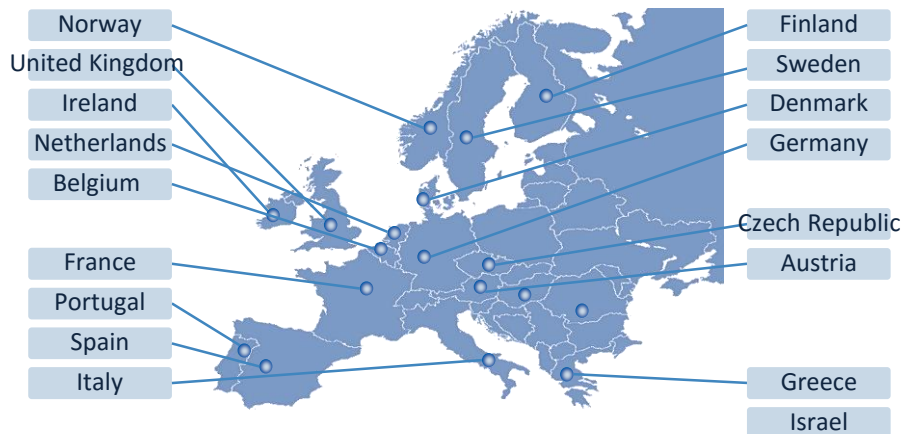 Norway
United Kingdom
Ireland
Netherlands
Belgium
France
Portugal
Spain
Italy
Finland
Sweden
Denmark
Germany
Czech Republic
Austria
Greece
Israel